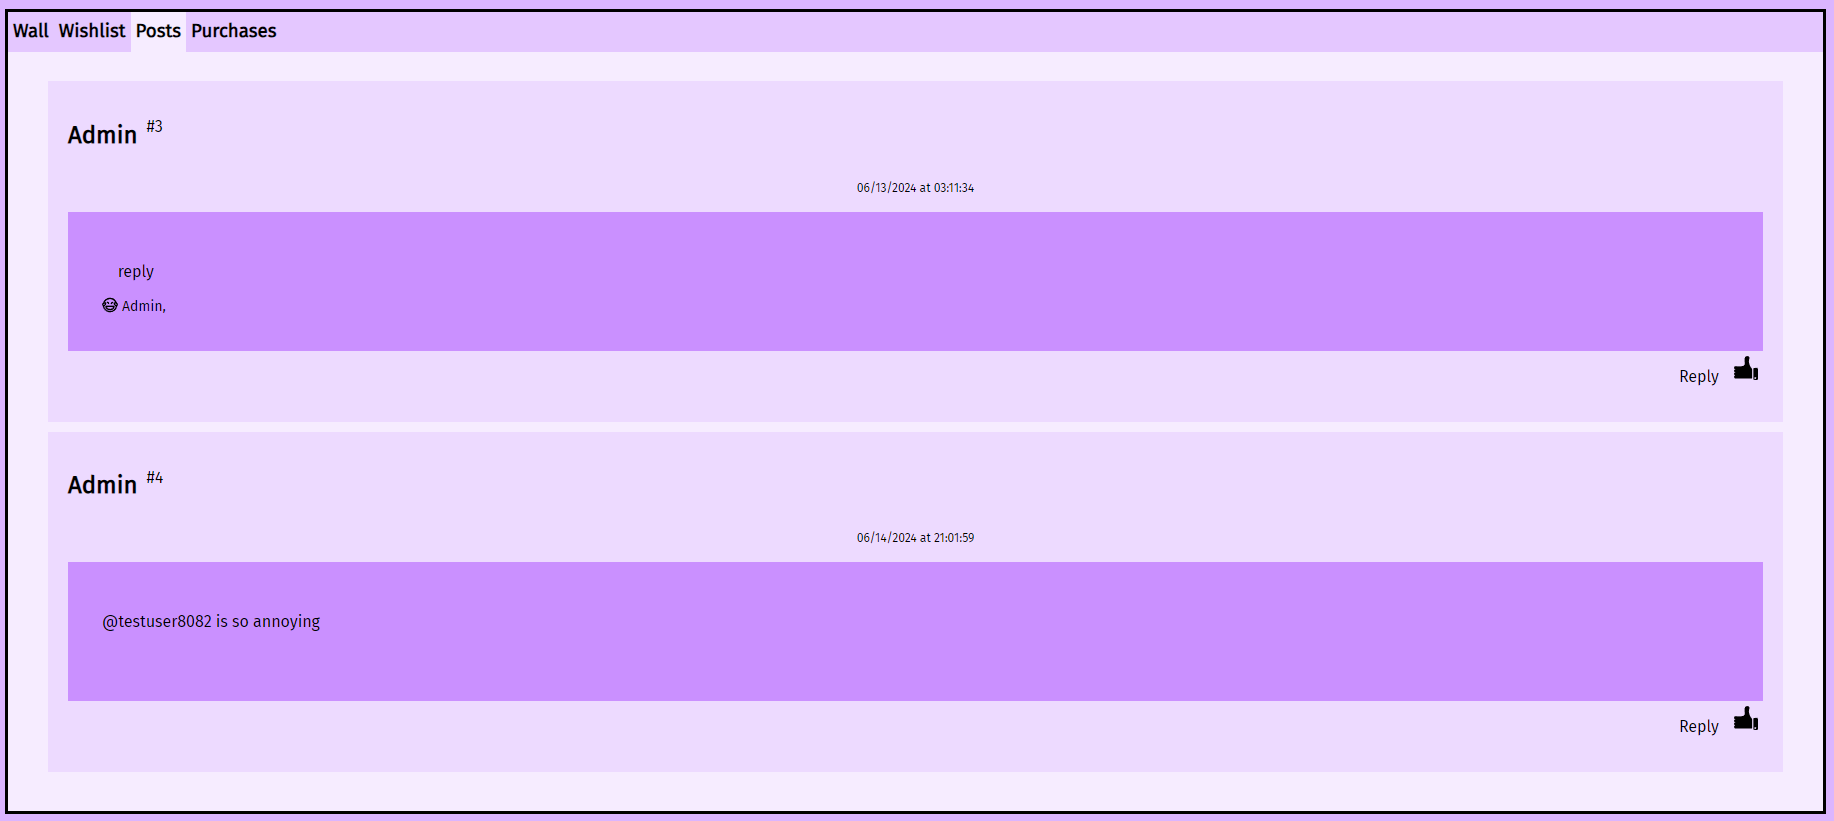 Wall Wishlist Posts Purchases
Admin #3
06/13/2024 at 03:11:34
reply
😂 Admin,
Reply
Admin #4
06/14/2024 at 21:01:59
@testuser8082 is so annoying
Reply